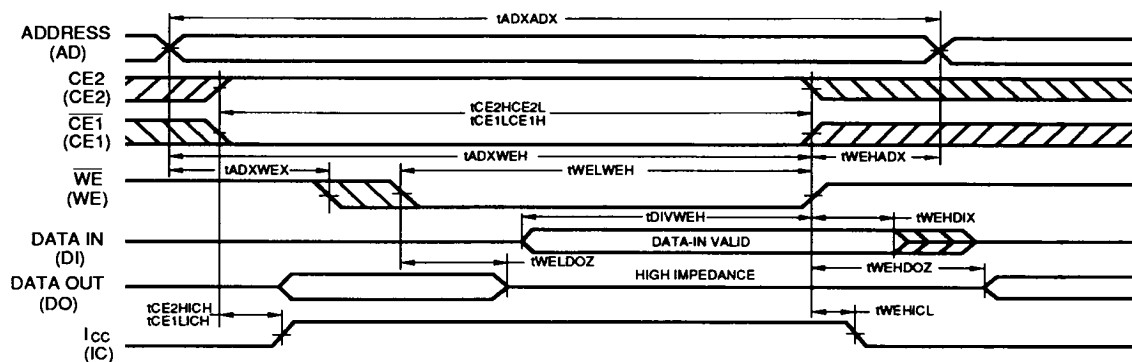 tADXADX
ADDRESS
(AD)
CE2
(CE2)
tCE2HCE2L
tCE1LCE1H
CE1
(CE1)
tADXWEH
tWEHADX
tADXWEX
tWELWEH
WE
(WE)
tDIVWEH
tWEHDIX
DATA IN
(DI)
DATA-IN VALID
tWELDOZ
tWEHDOZ
DATA OUT
(DO)
HIGH IMPEDANCE
tCE2HICH
tCE1LICH
tWEHICL
Icc
(IC)